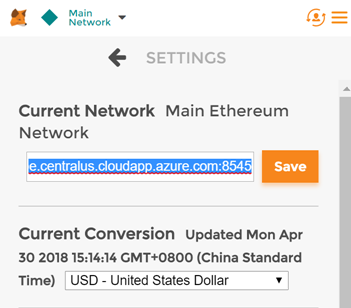 Main
Network
SETTINGS
Current Network Main Ethereum
Network
e.centralus.cloudapp.azure.com:8545
Save
Current Conversion Updated Mon Apr
30 2018 15:14:14 GMT+0800 (China Standard
Time) USD - United States Dollar